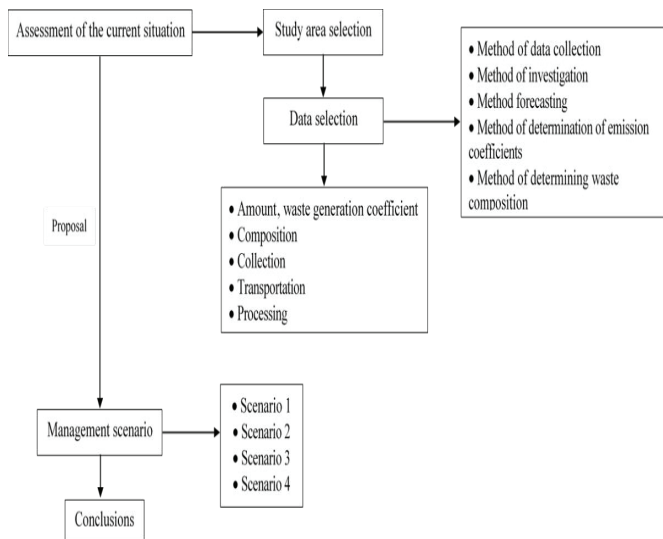 Assessment of the current situation
Study area selection
• Method of data collection
• Method of investigation
• Method forecasting
• Method of determination of emission
coefficients
• Method of determining waste
composition
Data selection
• Amount, waste generation coefficient
• Composition
• Collection
• Transportation
• Processing
Proposal
Management scenario
• Scenario 1
• Scenario 2
• Scenario 3
• Scenario 4
Conclusions